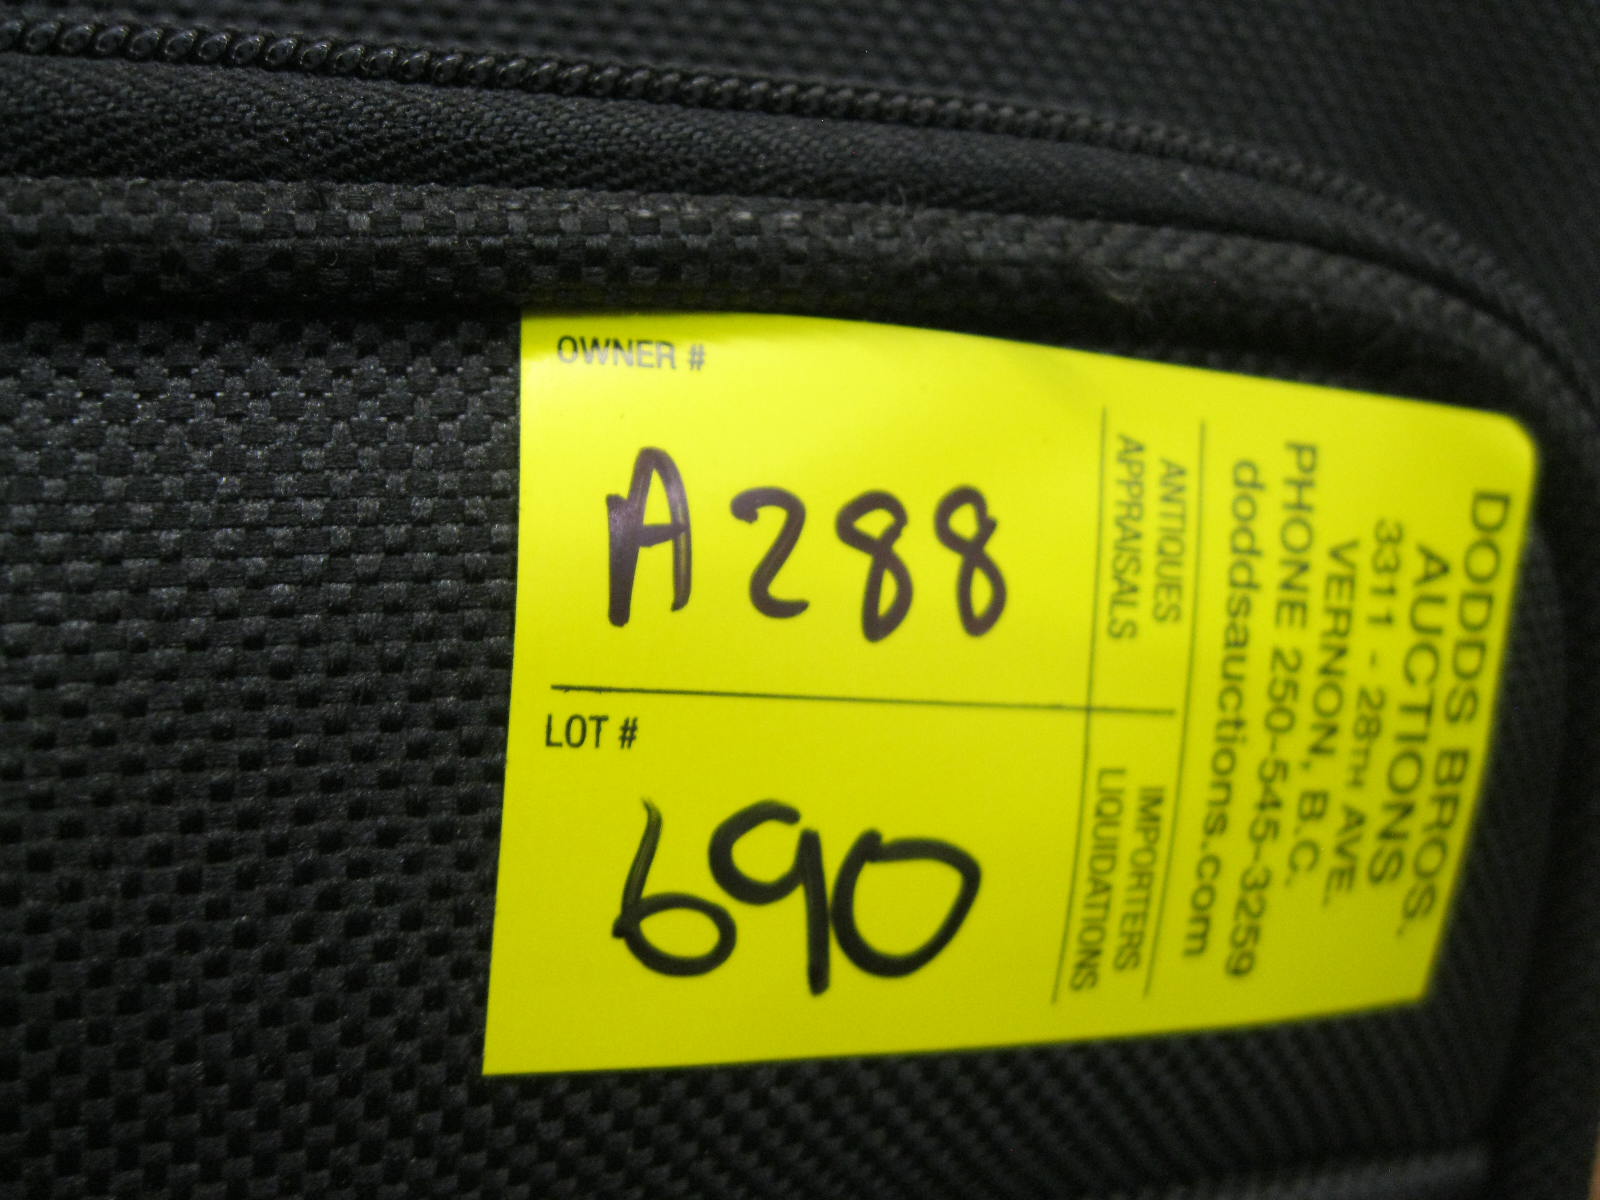 OWNER #
A288
LOT #
690
ANTIQUES
APPRAISALS
IMPORTERS
LIQUIDATIONS
DODDS BROS.
AUCTIONS
3311 - 28TH AVE.
VERNON, B.C.
PHONE 250-545-3259
doddsauctions.com